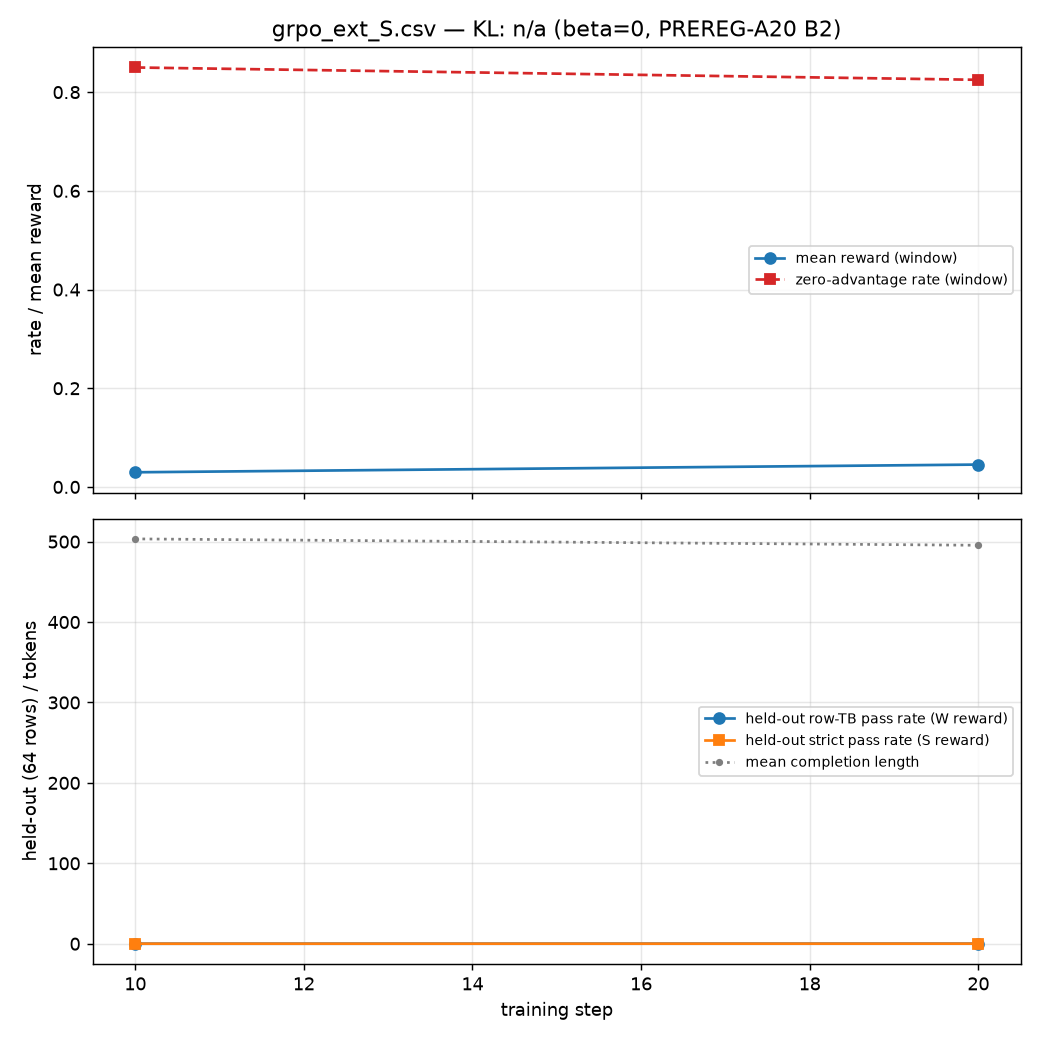 grpo_ext_S.csv — KL: n/a (beta=0, PREREG-A20 B2)
rate / mean reward
0.8
0.6
0.4
0.2
0.0
mean reward (window)
zero-advantage rate (window)
held-out (64 rows) / tokens
500
400
300
200
100
0
held-out row-TB pass rate (W reward)
held-out strict pass rate (S reward)
mean completion length
10 12 14 16 18 20
training step